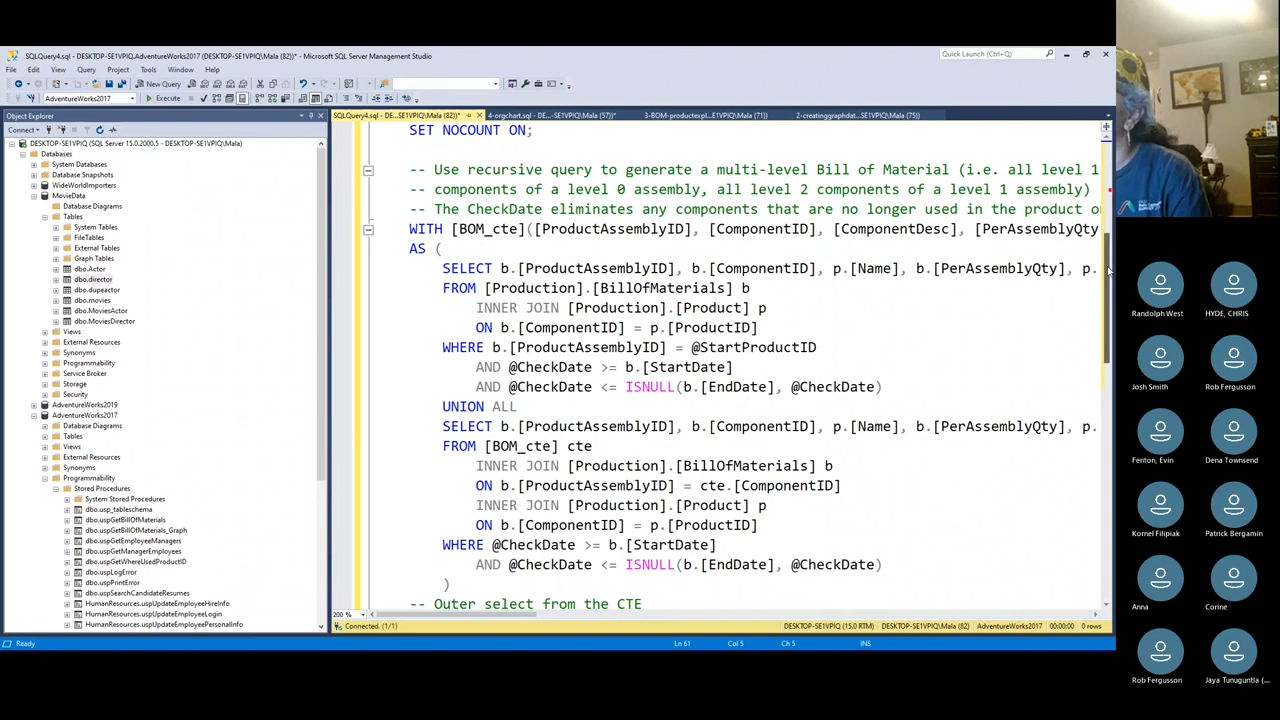 SQLQuery4.sql - DESKTOP-SE1VPIQ.AdventureWorks2017 (DESKTOP-SE1VPIQ\Mala (82))* - Microsoft SQL Server Management Studio
Quick Launch (Ctrl+Q)
File Edit View Query Project Tools Window Help
New Query
AdventureWorks2017 Execute
Object Explorer
SQLQuery4.sql - DE...-SE1VPIQ\Mala (82))* 4-orgchart.sql - DE...-SE1VPIQ\Mala (57))* 3-BOM-productexpl...E1VPIQ\Mala (71)) 2-creatinggraphdat...-SE1VPIQ\Mala (75))
Connect
DESKTOP-SE1VPIQ (SQL Server 15.0.2000.5 - DESKTOP-SE1VPIQ\Mala)
Databases
System Databases
Database Snapshots
WideWorldImporters
MovieData
Database Diagrams
Tables
System Tables
FileTables
External Tables
Graph Tables
dbo.Actor
dbo.director
dbo.dupeactor
dbo.movies
dbo.MoviesActor
dbo.MoviesDirector
Views
External Resources
Synonyms
Programmability
Service Broker
Storage
Security
AdventureWorks2019
AdventureWorks2017
Database Diagrams
Tables
Views
External Resources
Synonyms
Programmability
Stored Procedures
System Stored Procedures
dbo.usp_tableschema
dbo.uspGetBillOfMaterials
dbo.uspGetBillOfMaterials_Graph
dbo.uspGetEmployeeManagers
dbo.uspGetManagerEmployees
dbo.uspGetWhereUsedProductID
dbo.uspLogError
dbo.uspPrintError
dbo.uspSearchCandidateResumes
HumanResources.uspUpdateEmployeeHireInfo
HumanResources.uspUpdateEmployeeLogin
HumanResources.uspUpdateEmployeePersonalInfo
SET NOCOUNT ON;
-- Use recursive query to generate a multi-level Bill of Material (i.e. all level 1
-- components of a level 0 assembly, all level 2 components of a level 1 assembly)
-- The CheckDate eliminates any components that are no longer used in the product on
WITH [BOM_cte]([ProductAssemblyID], [ComponentID], [ComponentDesc], [PerAssemblyQty
AS (
SELECT b.[ProductAssemblyID], b.[ComponentID], p.[Name], b.[PerAssemblyQty], p.
FROM [Production].[BillOfMaterials] b
INNER JOIN [Production].[Product] p
ON b.[ComponentID] = p.[ProductID]
WHERE b.[ProductAssemblyID] = @StartProductID
AND @CheckDate >= b.[StartDate]
AND @CheckDate <= ISNULL(b.[EndDate], @CheckDate)
UNION ALL
SELECT b.[ProductAssemblyID], b.[ComponentID], p.[Name], b.[PerAssemblyQty], p.
FROM [BOM_cte] cte
INNER JOIN [Production].[BillOfMaterials] b
ON b.[ProductAssemblyID] = cte.[ComponentID]
INNER JOIN [Production].[Product] p
ON b.[ComponentID] = p.[ProductID]
WHERE @CheckDate >= b.[StartDate]
AND @CheckDate <= ISNULL(b.[EndDate], @CheckDate)
)
-- Outer select from the CTE
200 %
Connected. (1/1) DESKTOP-SE1VPIQ (15.0 RTM) DESKTOP-SE1VPIQ\Mala (82) AdventureWorks2017 00:00:00 0 rows
Ready Ln 61 Col 5 Ch 5 INS
Randolph West HYDE, CHRIS
Josh Smith Rob Fergusson
Fenton, Evin Dena Townsend
Kornel Filipiak Patrick Bergamin
Anna Corine
Rob Fergusson Jaya Tunuguntla (...